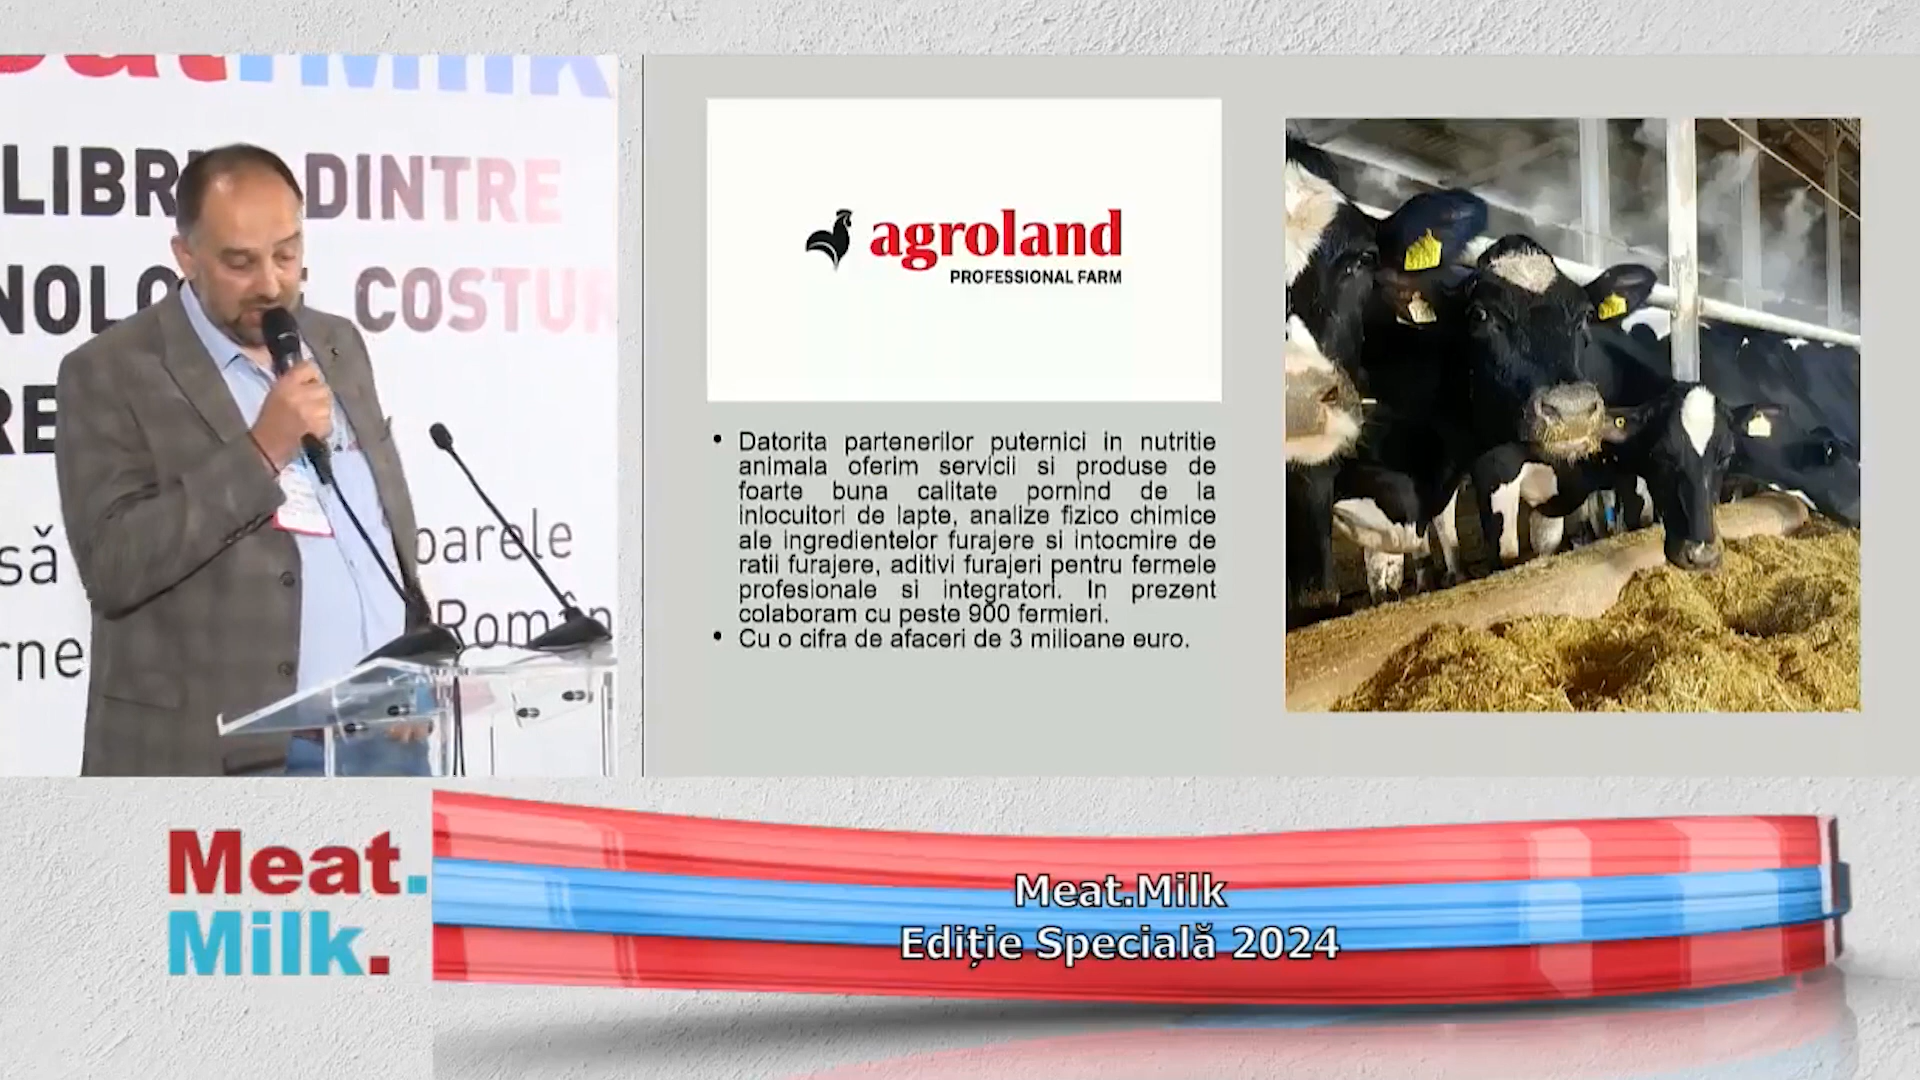 LIBR DINTRE
COSTUR
RE
să
parele
rne
Român
agroland
PROFESSIONAL FARM
• Datorita partenerilor puternici in nutritie
animala oferim servicii si produse de
foarte buna calitate pornind de la
inlocuitori de lapte, analize fizico chimice
ale ingredientelor furajere si intocmire de
ratii furajere, aditivi furajeri pentru fermele
profesionale si integratori. In prezent
colaboram cu peste 900 fermieri.
• Cu o cifra de afaceri de 3 milioane euro.
Meat.
Milk.
Meat.Milk
Ediție Specială 2024